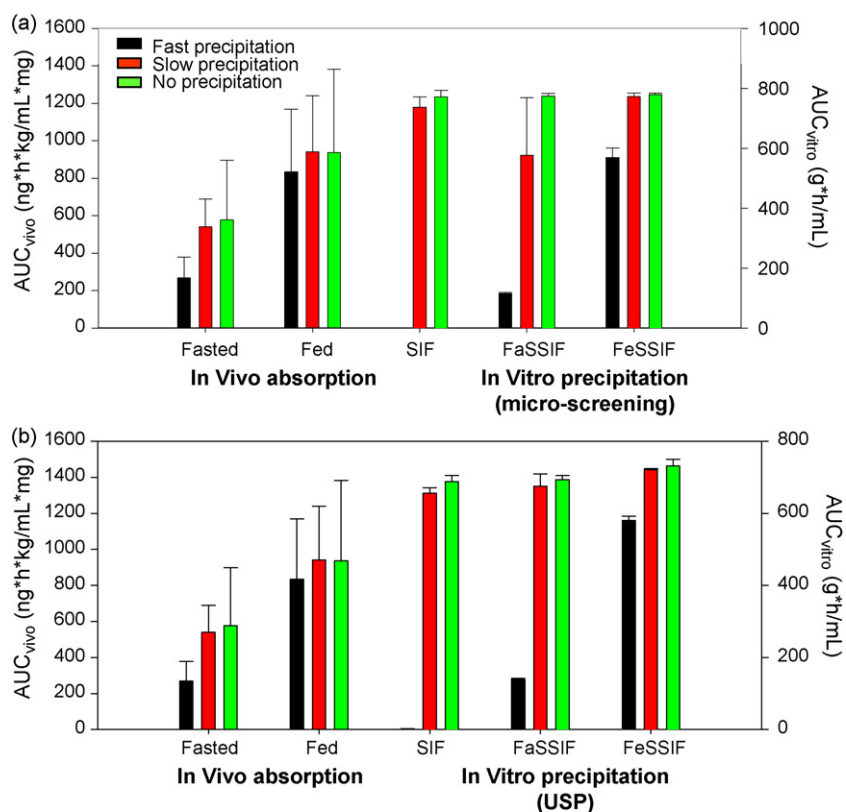 (a)
Fast precipitation
Slow precipitation
No precipitation
AUCvivo (ng*h*kg/mL*mg)
1600
1400
1200
1000
800
600
400
200
0
AUCvitro (g*h/mL)
1000
800
600
400
200
0
Fasted Fed SIF FaSSIF FeSSIF
In Vivo absorption In Vitro precipitation
(micro-screening)
(b)
AUCvivo (ng*h*kg/mL*mg)
1600
1400
1200
1000
800
600
400
200
0
AUCvitro (g*h/mL)
800
600
400
200
0
Fasted Fed SIF FaSSIF FeSSIF
In Vivo absorption In Vitro precipitation
(USP)